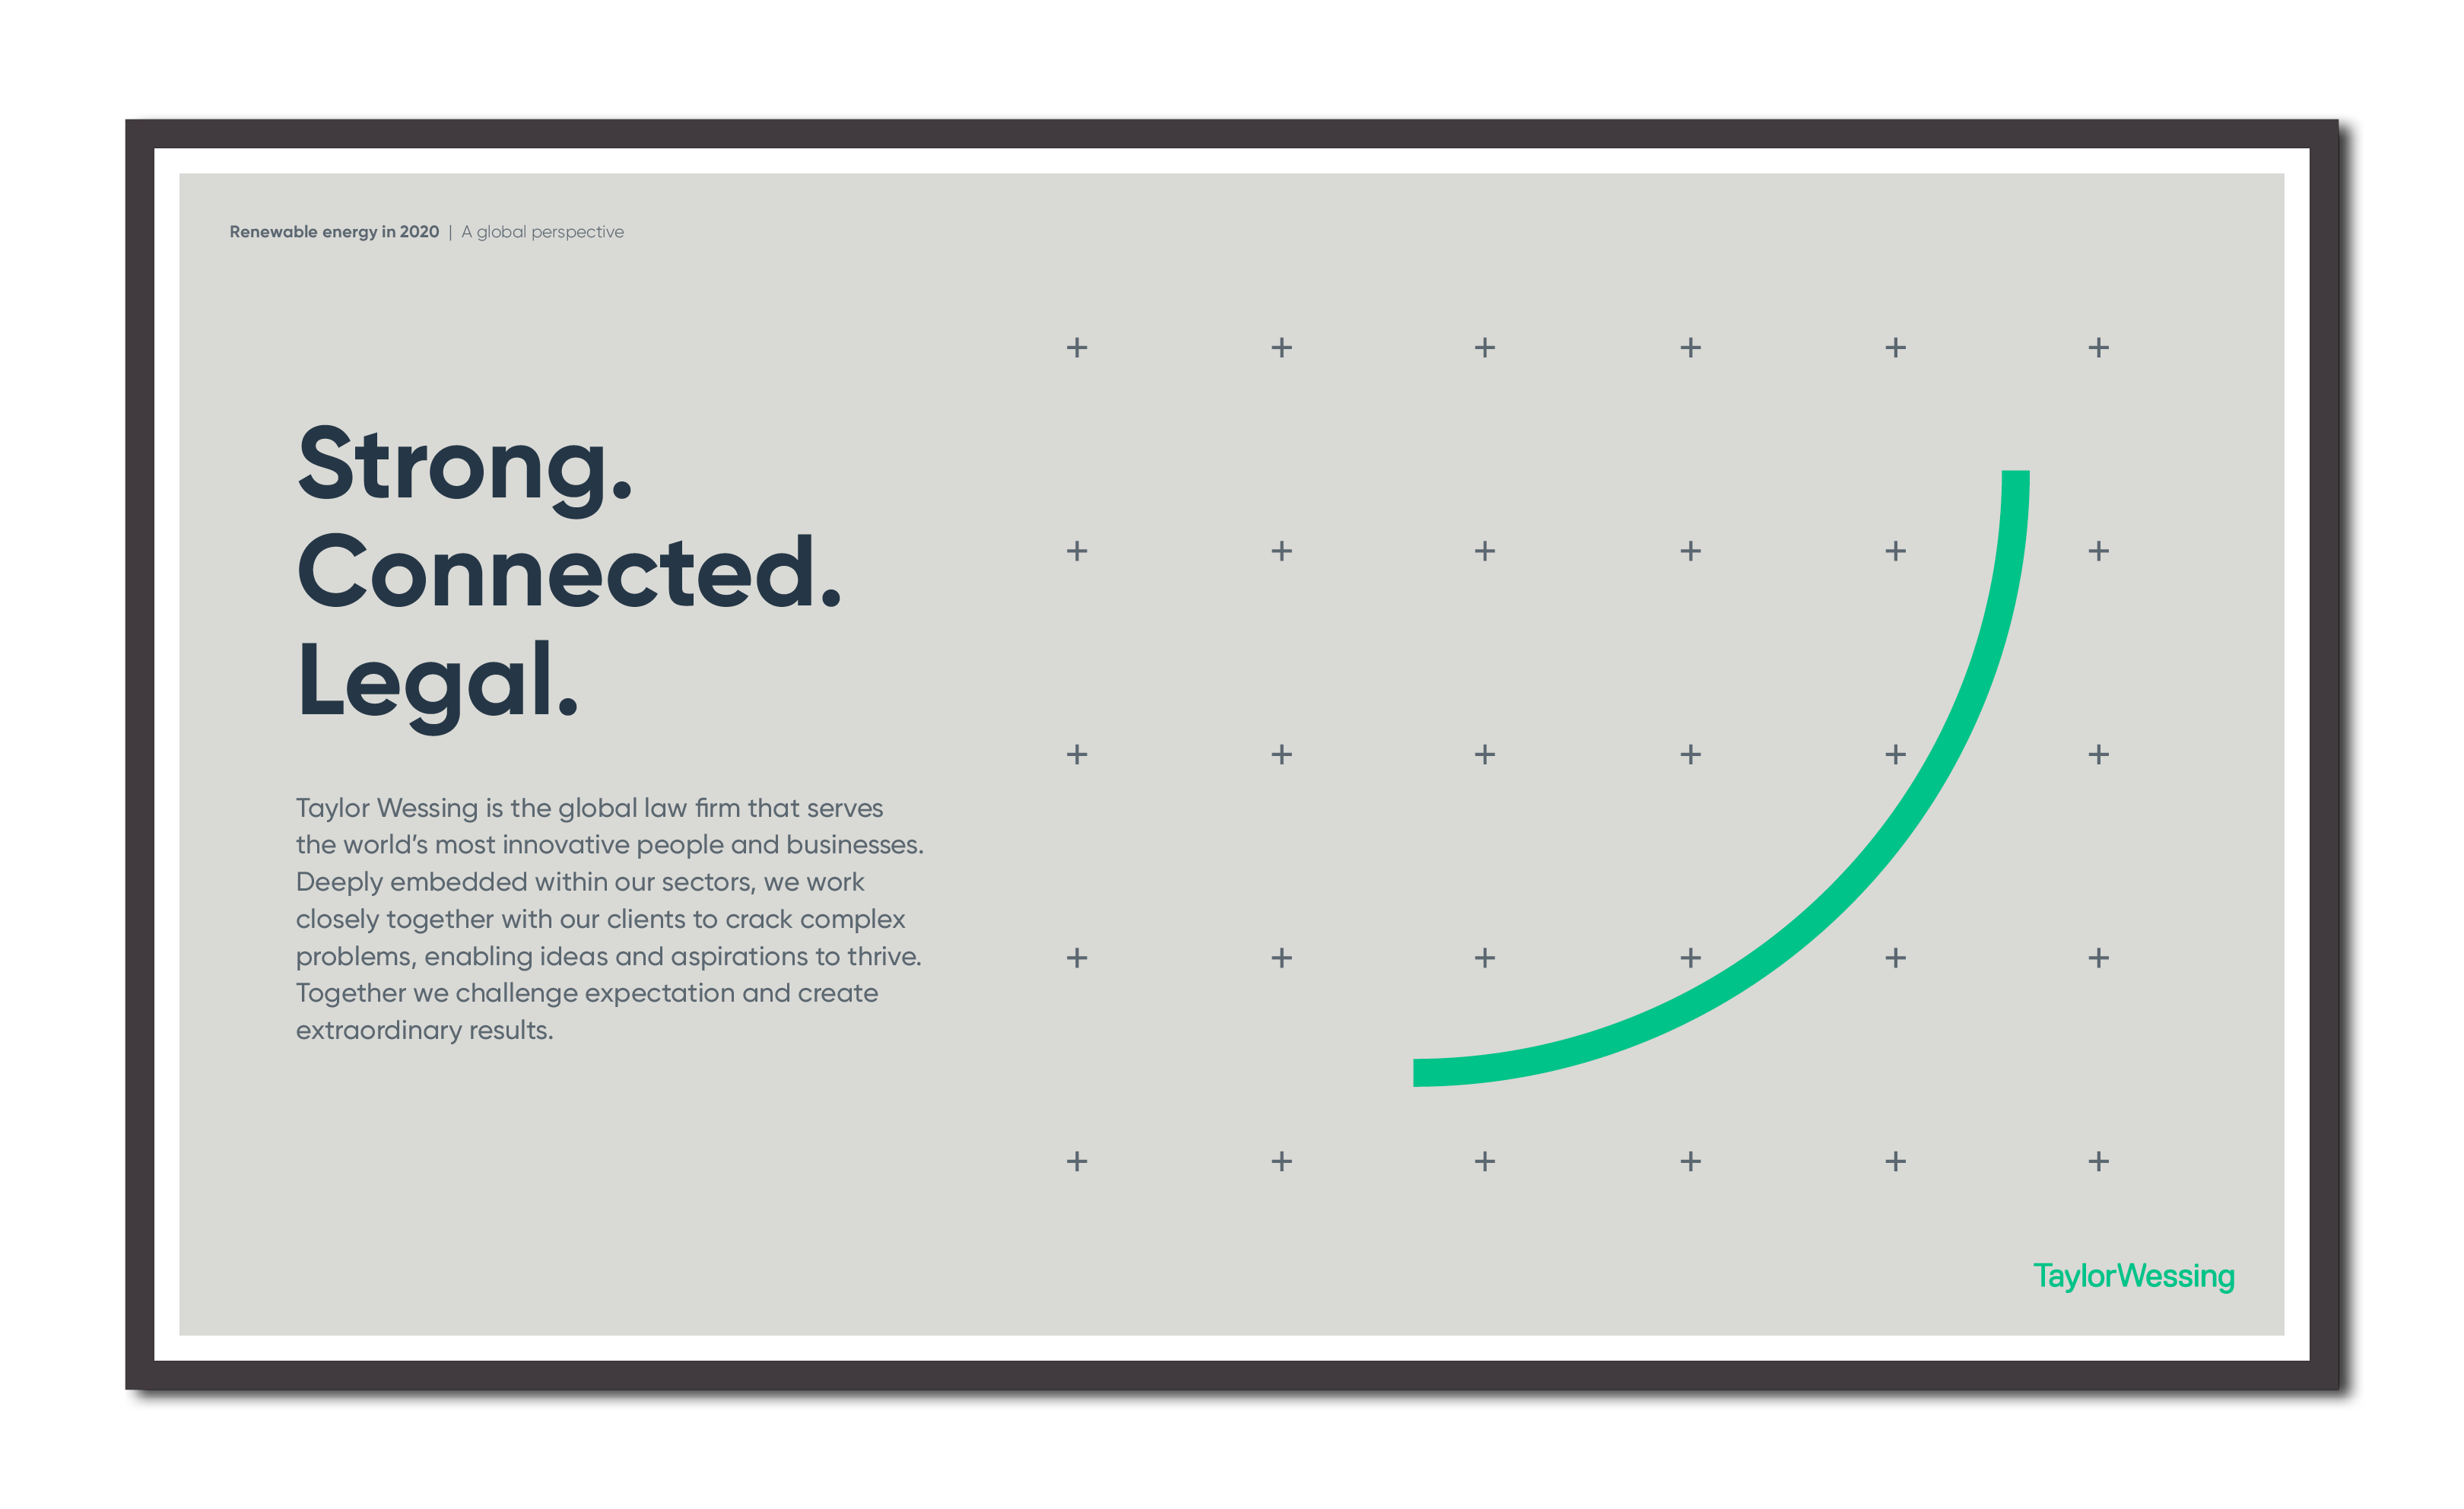 Renewable energy in 2020 | A global perspective
Strong.
Connected.
Legal.
Taylor Wessing is the global law firm that serves
the world's most innovative people and businesses.
Deeply embedded within our sectors, we work
closely together with our clients to crack complex
problems, enabling ideas and aspirations to thrive.
Together we challenge expectation and create
extraordinary results.
TaylorWessing